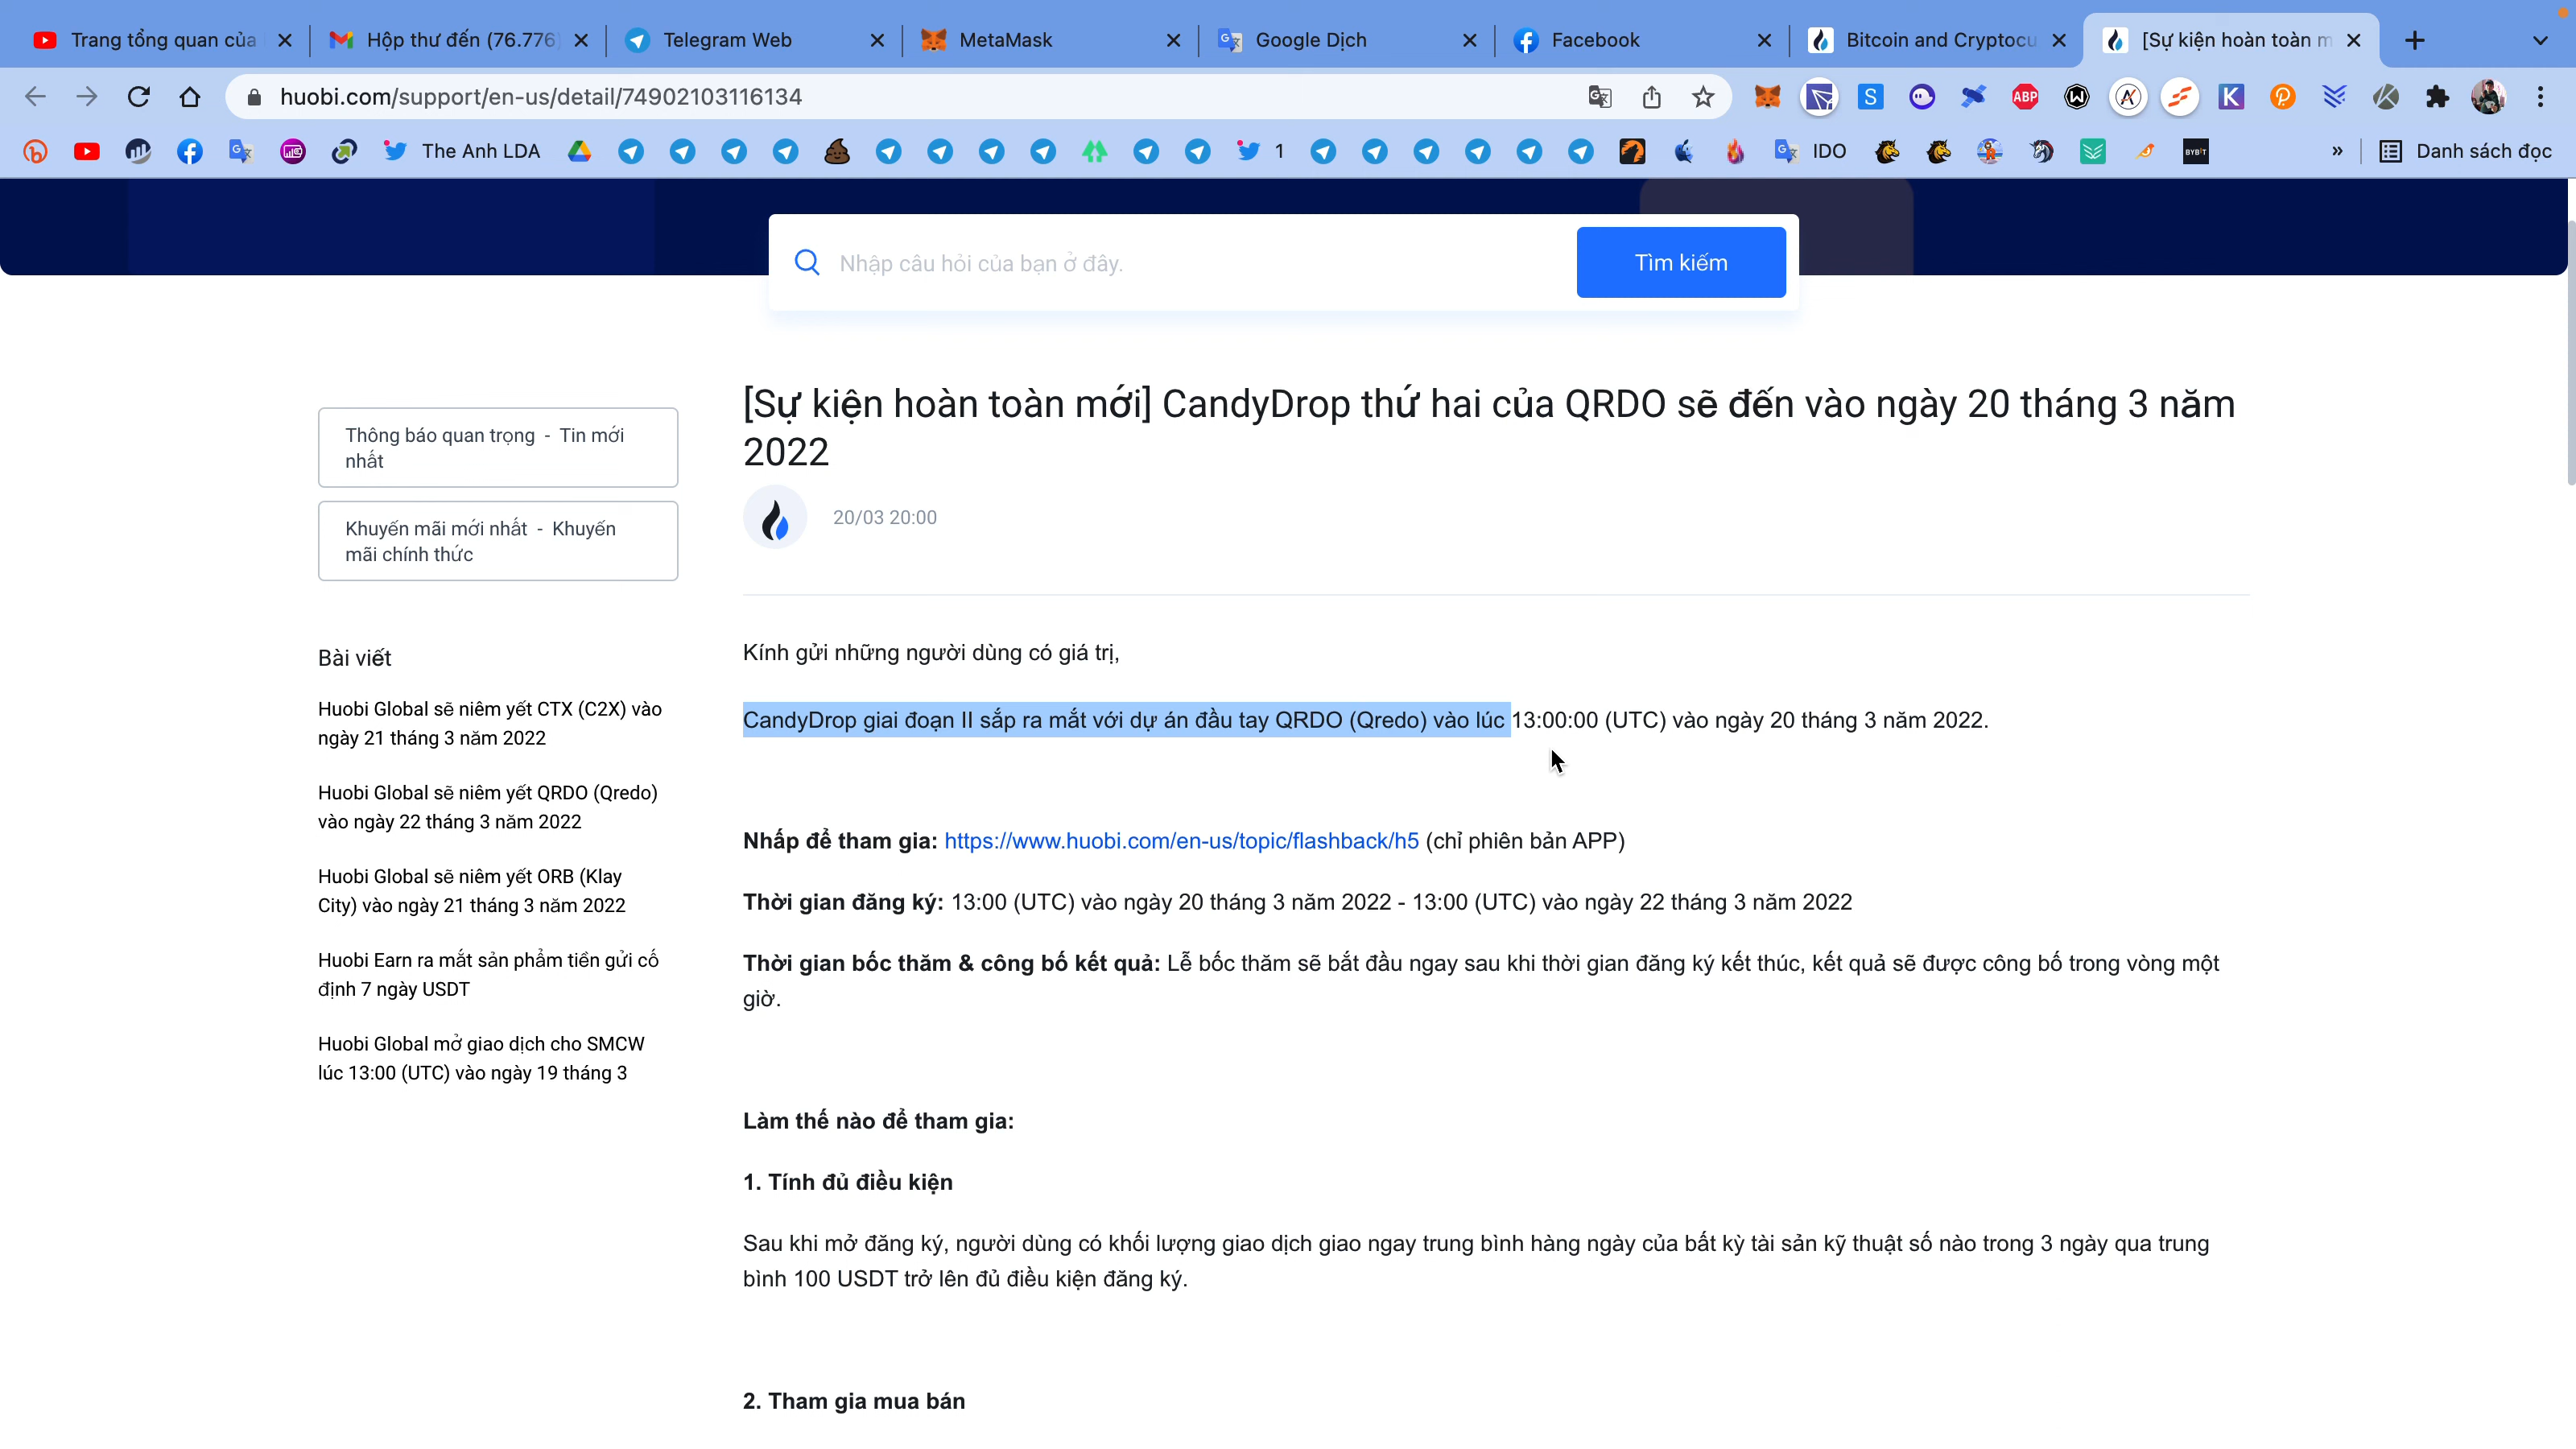 Trang tổng quan của
Hộp thư đến (76.776
Telegram Web
MetaMask
Google Dịch
Facebook
Bitcoin and Cryptocu
[Sự kiện hoàn toàn m
huobi.com/support/en-us/detail/74902103116134
ABP
The Anh LDA
1
IDO
BYBIT
»
Danh sách đọc
Nhập câu hỏi của bạn ở đây.
Tìm kiếm
Thông báo quan trọng - Tin mới
nhất
Khuyến mãi mới nhất - Khuyến
mãi chính thức
Bài viết
Huobi Global sẽ niêm yết CTX (C2X) vào
ngày 21 tháng 3 năm 2022
Huobi Global sẽ niêm yết QRDO (Qredo)
vào ngày 22 tháng 3 năm 2022
Huobi Global sẽ niêm yết ORB (Klay
City) vào ngày 21 tháng 3 năm 2022
Huobi Earn ra mắt sản phẩm tiền gửi cố
định 7 ngày USDT
Huobi Global mở giao dịch cho SMCW
lúc 13:00 (UTC) vào ngày 19 tháng 3
[Sự kiện hoàn toàn mới] CandyDrop thứ hai của QRDO sẽ đến vào ngày 20 tháng 3 năm
2022
20/03 20:00
Kính gửi những người dùng có giá trị,
CandyDrop giai đoạn II sắp ra mắt với dự án đầu tay QRDO (Qredo) vào lúc 13:00:00 (UTC) vào ngày 20 tháng 3 năm 2022.
Nhấp để tham gia: https://www.huobi.com/en-us/topic/flashback/h5 (chỉ phiên bản APP)
Thời gian đăng ký: 13:00 (UTC) vào ngày 20 tháng 3 năm 2022 - 13:00 (UTC) vào ngày 22 tháng 3 năm 2022
Thời gian bốc thăm & công bố kết quả: Lễ bốc thăm sẽ bắt đầu ngay sau khi thời gian đăng ký kết thúc, kết quả sẽ được công bố trong vòng một
giờ.
Làm thế nào để tham gia:
1. Tính đủ điều kiện
Sau khi mở đăng ký, người dùng có khối lượng giao dịch giao ngay trung bình hàng ngày của bất kỳ tài sản kỹ thuật số nào trong 3 ngày qua trung
bình 100 USDT trở lên đủ điều kiện đăng ký.
2. Tham gia mua bán